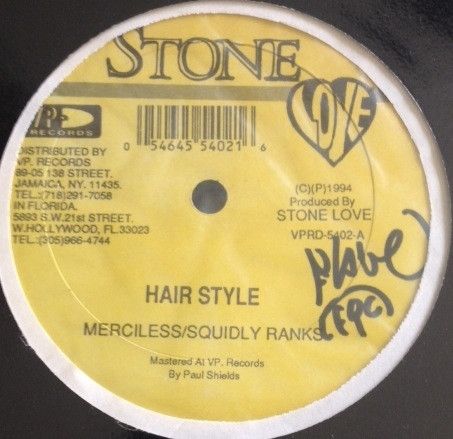 STONE
LOVE
VP
RECORDS
0 54645 54021 6
DISTRIBUTED BY
VP. RECORDS
89-05 138 STREET.
JAMAICA, NY. 11435.
TEL.:(718)291-7058
IN FLORIDA.
5893 S.W.21st STREET.
W.HOLLYWOOD, FL.33023
TEL.:(305)966-4744
(C)(P)1994
Produced By
STONE LOVE
VPRD-5402-A
HAIR STYLE
MERCILESS/SQUIDLY RANKS
Mastered At VP. Records
By Paul Shields